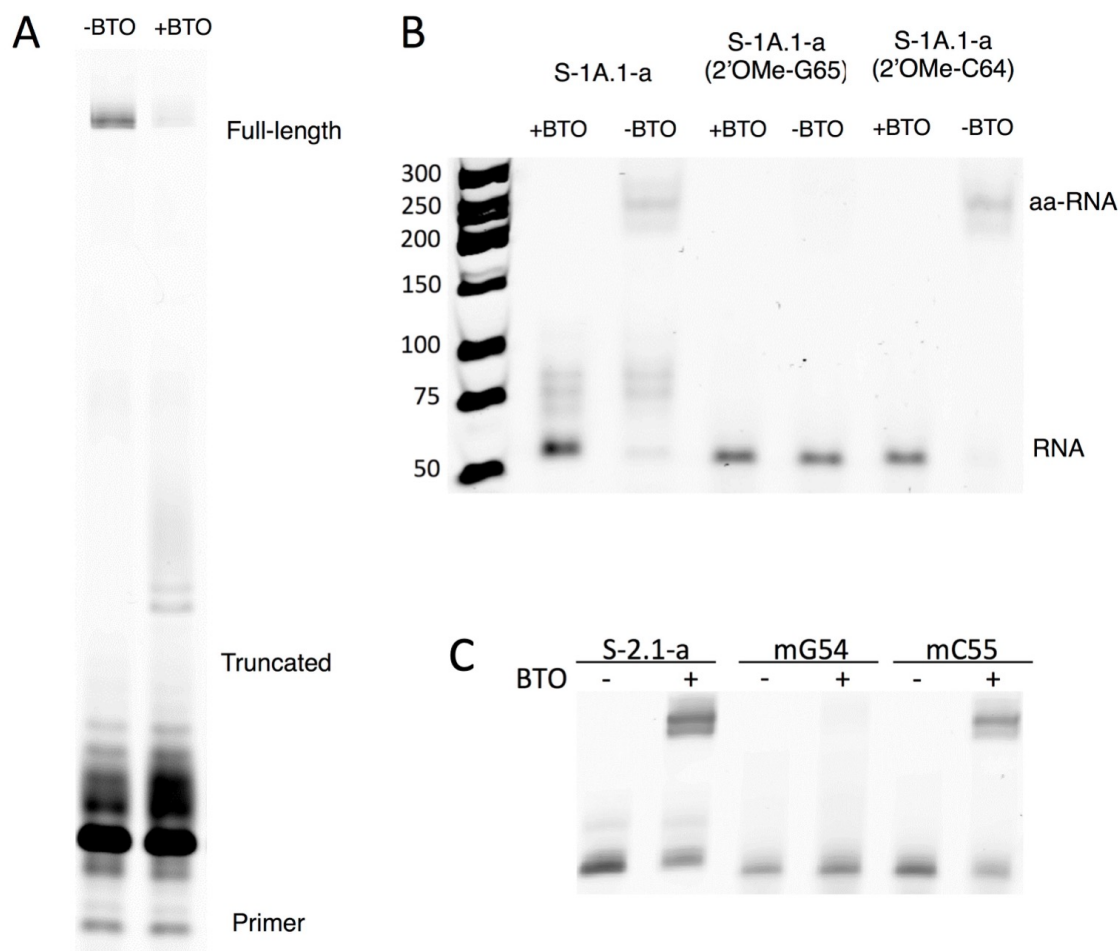 A
-BTO +BTO
Full-length
Truncated
Primer
B
S-1A.1-a
S-1A.1-a
(2'OMe-G65)
S-1A.1-a
(2'OMe-C64)
+BTO -BTO +BTO -BTO +BTO -BTO
300
250
200
150
100
75
50
aa-RNA
RNA
C
S-2.1-a mG54 mC55
BTO - + - + - +